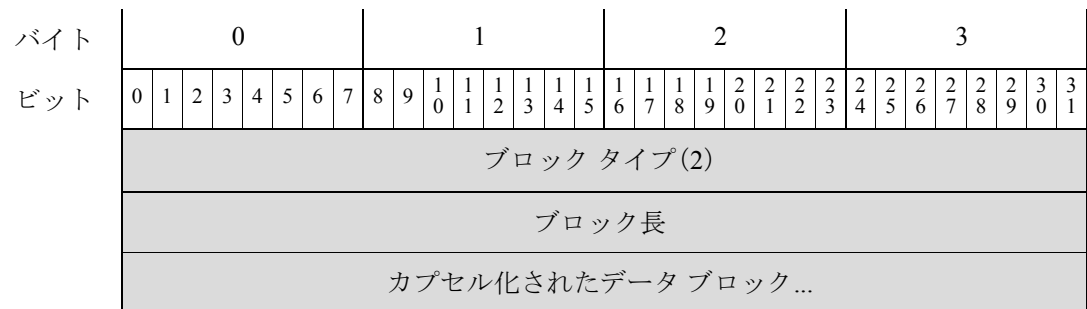 バイト 0 1 2 3
ビット 0 1 2 3 4 5 6 7 8 9 10 11 12 13 14 15 16 17 18 19 20 21 22 23 24 25 26 27 28 29 30 31
ブロック タイプ(2)
ブロック長
カプセル化されたデータ ブロック...